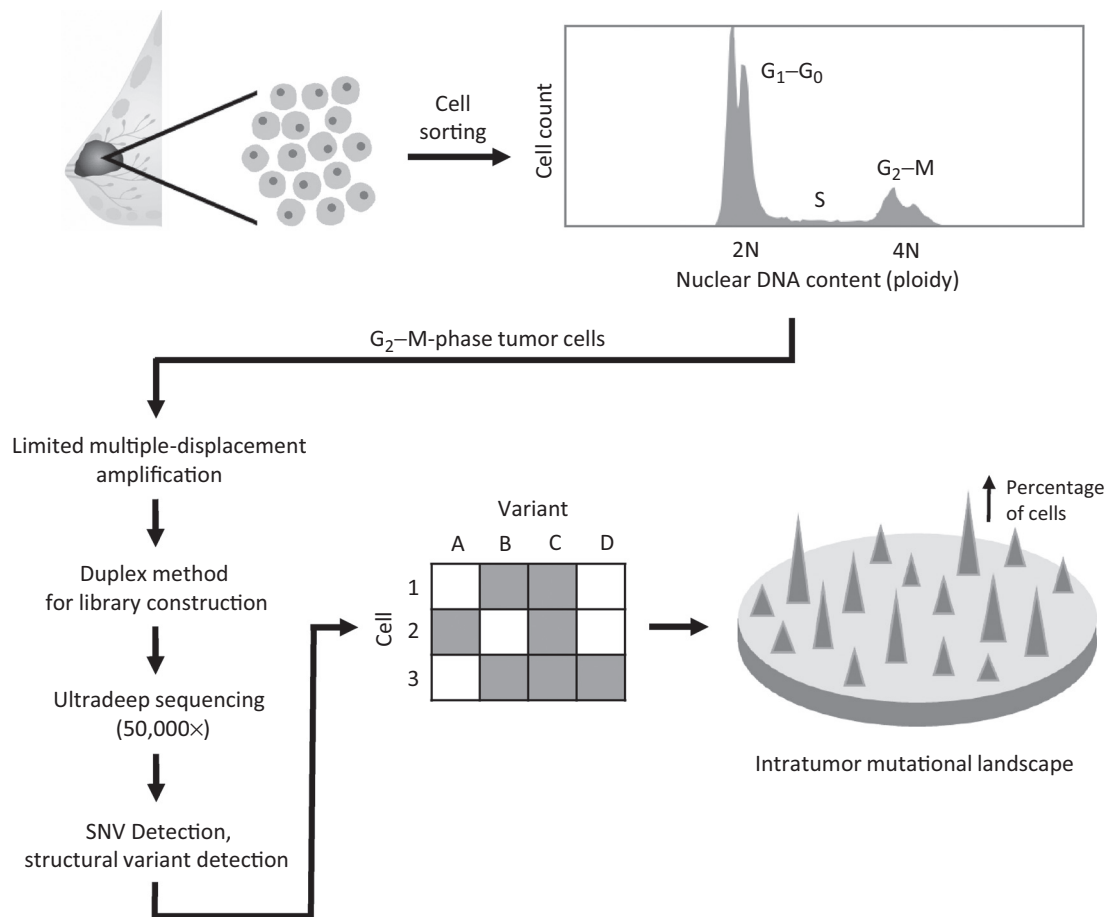 Cell
sorting
Cell count
G₁–G₀
S
G₂–M
2N
4N
Nuclear DNA content (ploidy)
G₂–M-phase tumor cells
Limited multiple-displacement
amplification
Duplex method
for library construction
Ultradeep sequencing
(50,000×)
SNV Detection,
structural variant detection
Variant
A B C D
Cell
1
2
3
Percentage
of cells
Intratumor mutational landscape